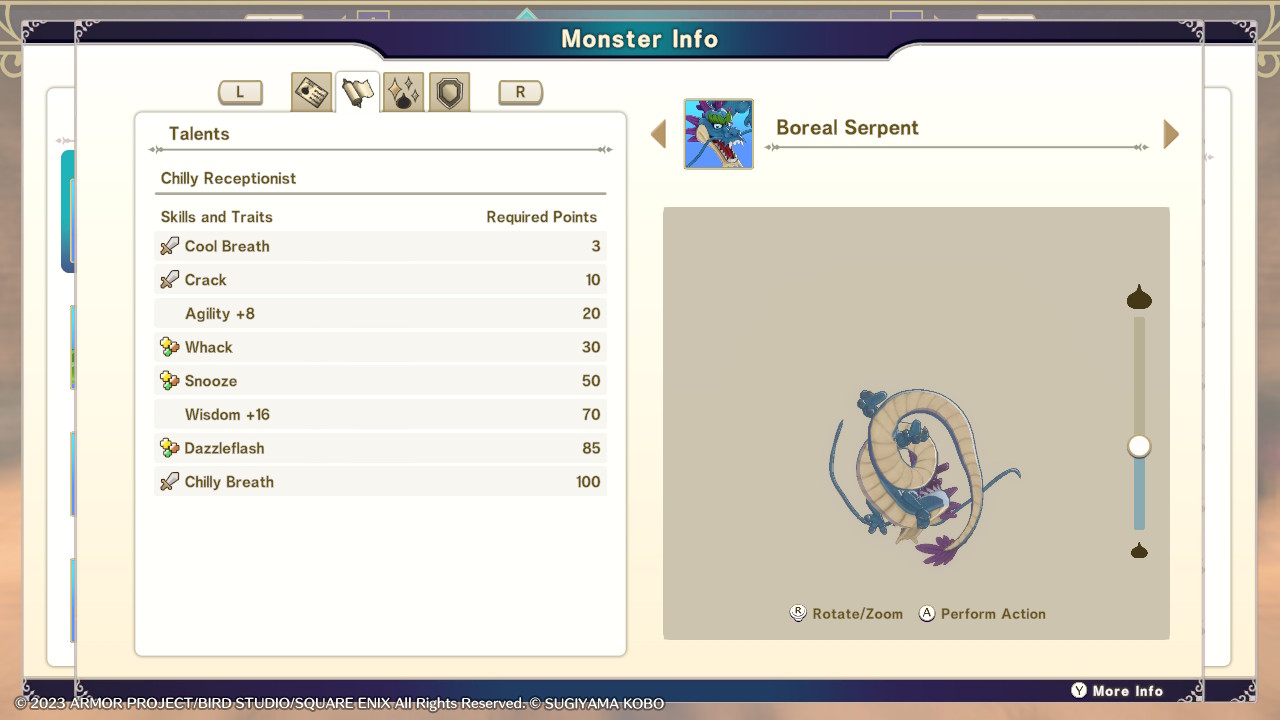 Monster Info
L
R
Talents
Chilly Receptionist
Skills and Traits Required Points
Cool Breath 3
Crack 10
Agility +8 20
Whack 30
Snooze 50
Wisdom +16 70
Dazzleflash 85
Chilly Breath 100
Boreal Serpent
R Rotate/Zoom A Perform Action
Y More Info
© 2023 ARMOR PROJECT/BIRD STUDIO/SQUARE ENIX All Rights Reserved. © SUGIYAMA KOBO